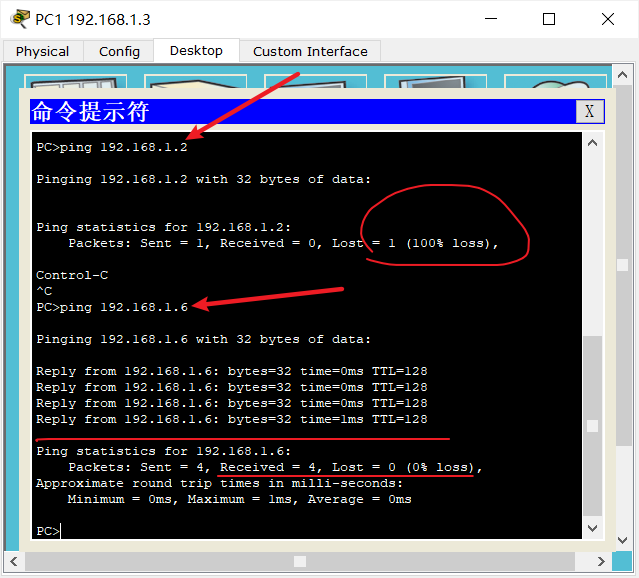 PC1 192.168.1.3
Physical Config Desktop Custom Interface
命令提示符 X
PC>ping 192.168.1.2
Pinging 192.168.1.2 with 32 bytes of data:
Ping statistics for 192.168.1.2:
Packets: Sent = 1, Received = 0, Lost = 1 (100% loss),
Control-C
^C
PC>ping 192.168.1.6
Pinging 192.168.1.6 with 32 bytes of data:
Reply from 192.168.1.6: bytes=32 time=0ms TTL=128
Reply from 192.168.1.6: bytes=32 time=0ms TTL=128
Reply from 192.168.1.6: bytes=32 time=0ms TTL=128
Reply from 192.168.1.6: bytes=32 time=1ms TTL=128
Ping statistics for 192.168.1.6:
Packets: Sent = 4, Received = 4, Lost = 0 (0% loss),
Approximate round trip times in milli-seconds:
Minimum = 0ms, Maximum = 1ms, Average = 0ms
PC>